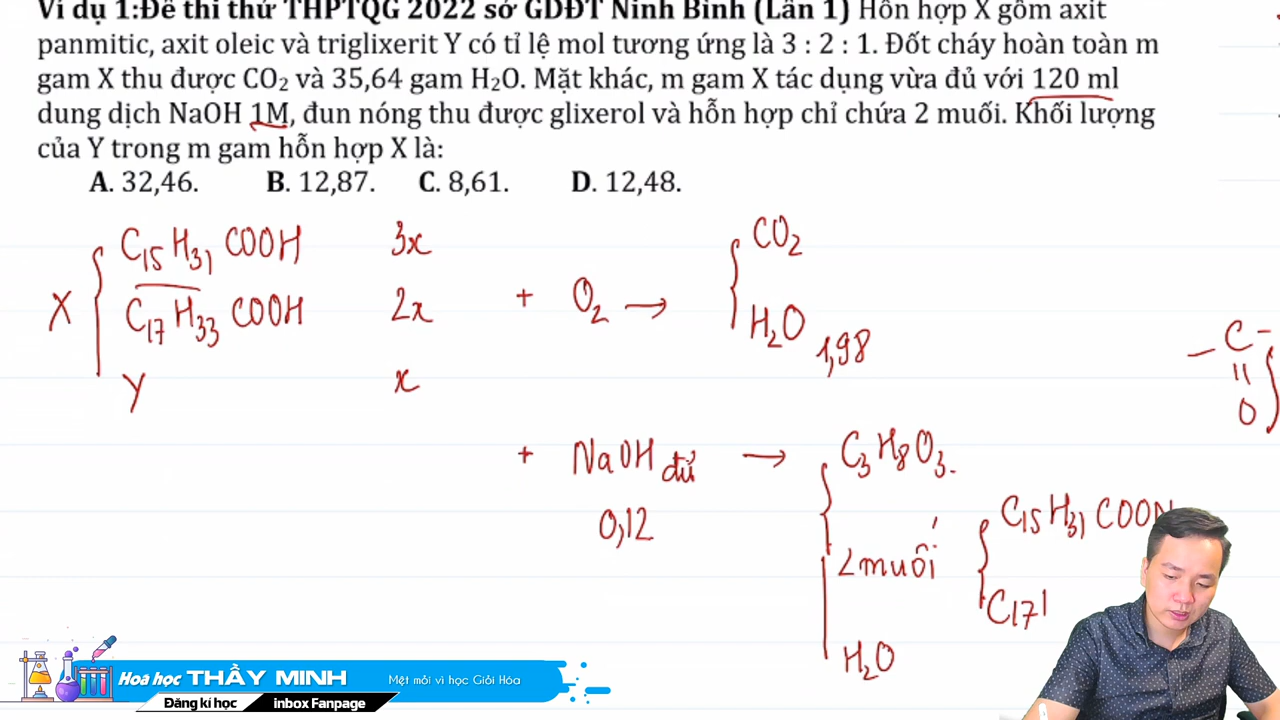 Ví dụ 1:Đề thi thử THPTQG 2022 sở GDĐT Ninh Bình (Lần 1) Hỗn hợp X gồm axit
panmitic, axit oleic và triglixerit Y có tỉ lệ mol tương ứng là 3 : 2 : 1. Đốt cháy hoàn toàn m
gam X thu được CO₂ và 35,64 gam H₂O. Mặt khác, m gam X tác dụng vừa đủ với 120 ml
dung dịch NaOH 1M, đun nóng thu được glixerol và hỗn hợp chỉ chứa 2 muối. Khối lượng
của Y trong m gam hỗn hợp X là:
A. 32,46. B. 12,87. C. 8,61. D. 12,48.
X { C₁₅H₃₁COOH 3x
C₁₇H₃₃COOH 2x + O₂ → { CO₂
H₂O 1,98
Y x
– C –
O
+ NaOH đủ → { C₃H₈O₃
0,12
2 muối { C₁₅H₃₁COON
C₁₇
H₂O
Hoá học THẦY MINH
Mệt mỏi vì học Giỏi Hóa
Đăng kí học inbox Fanpage